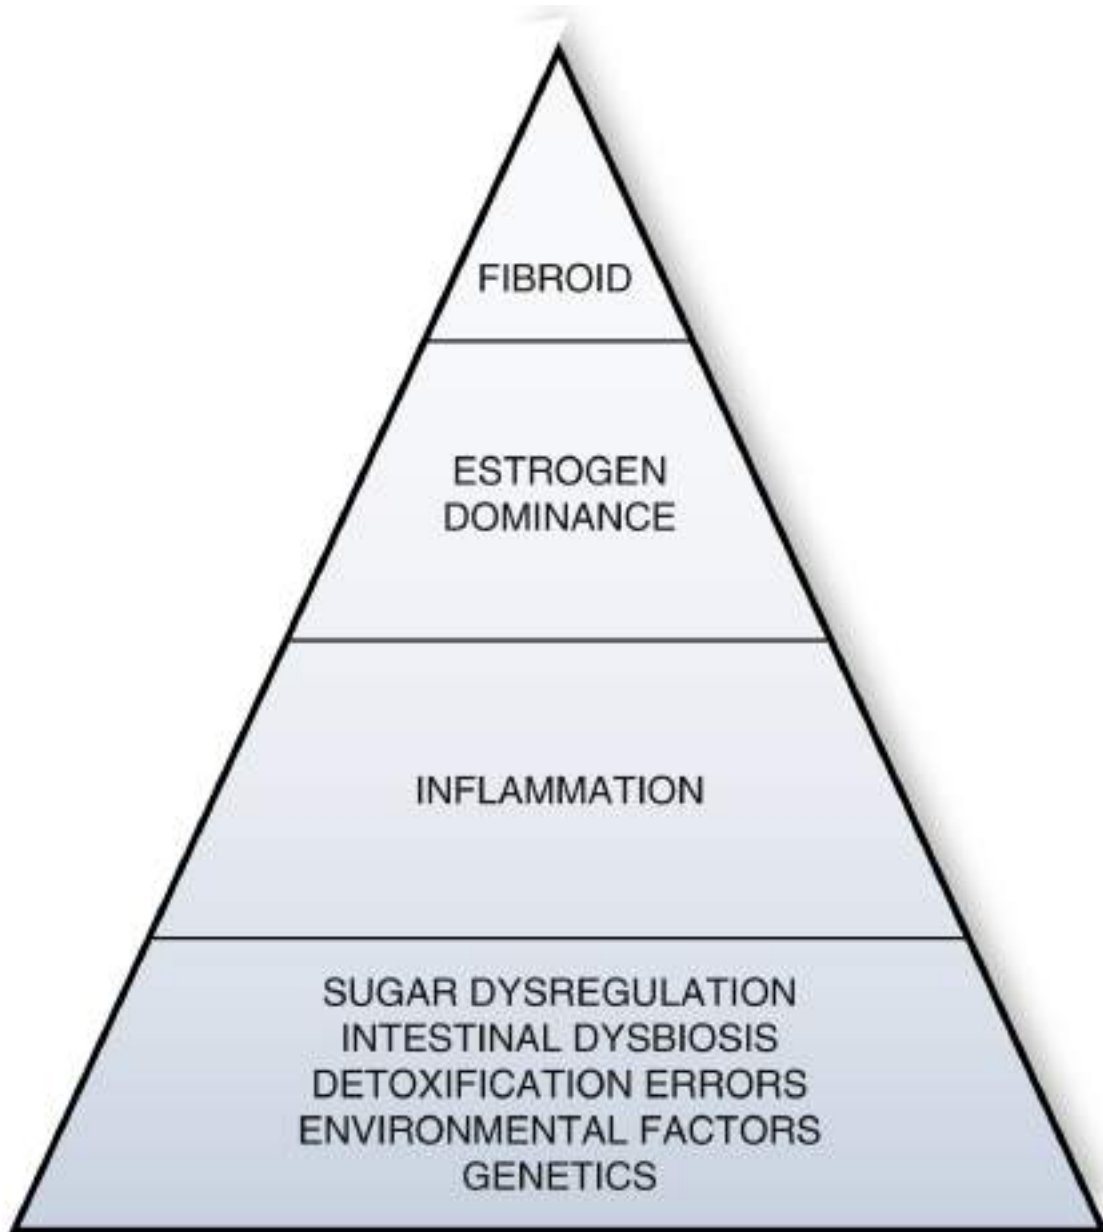 FIBROID
ESTROGEN
DOMINANCE
INFLAMMATION
SUGAR DYSREGULATION
INTESTINAL DYSBIOSIS
DETOXIFICATION ERRORS
ENVIRONMENTAL FACTORS
GENETICS